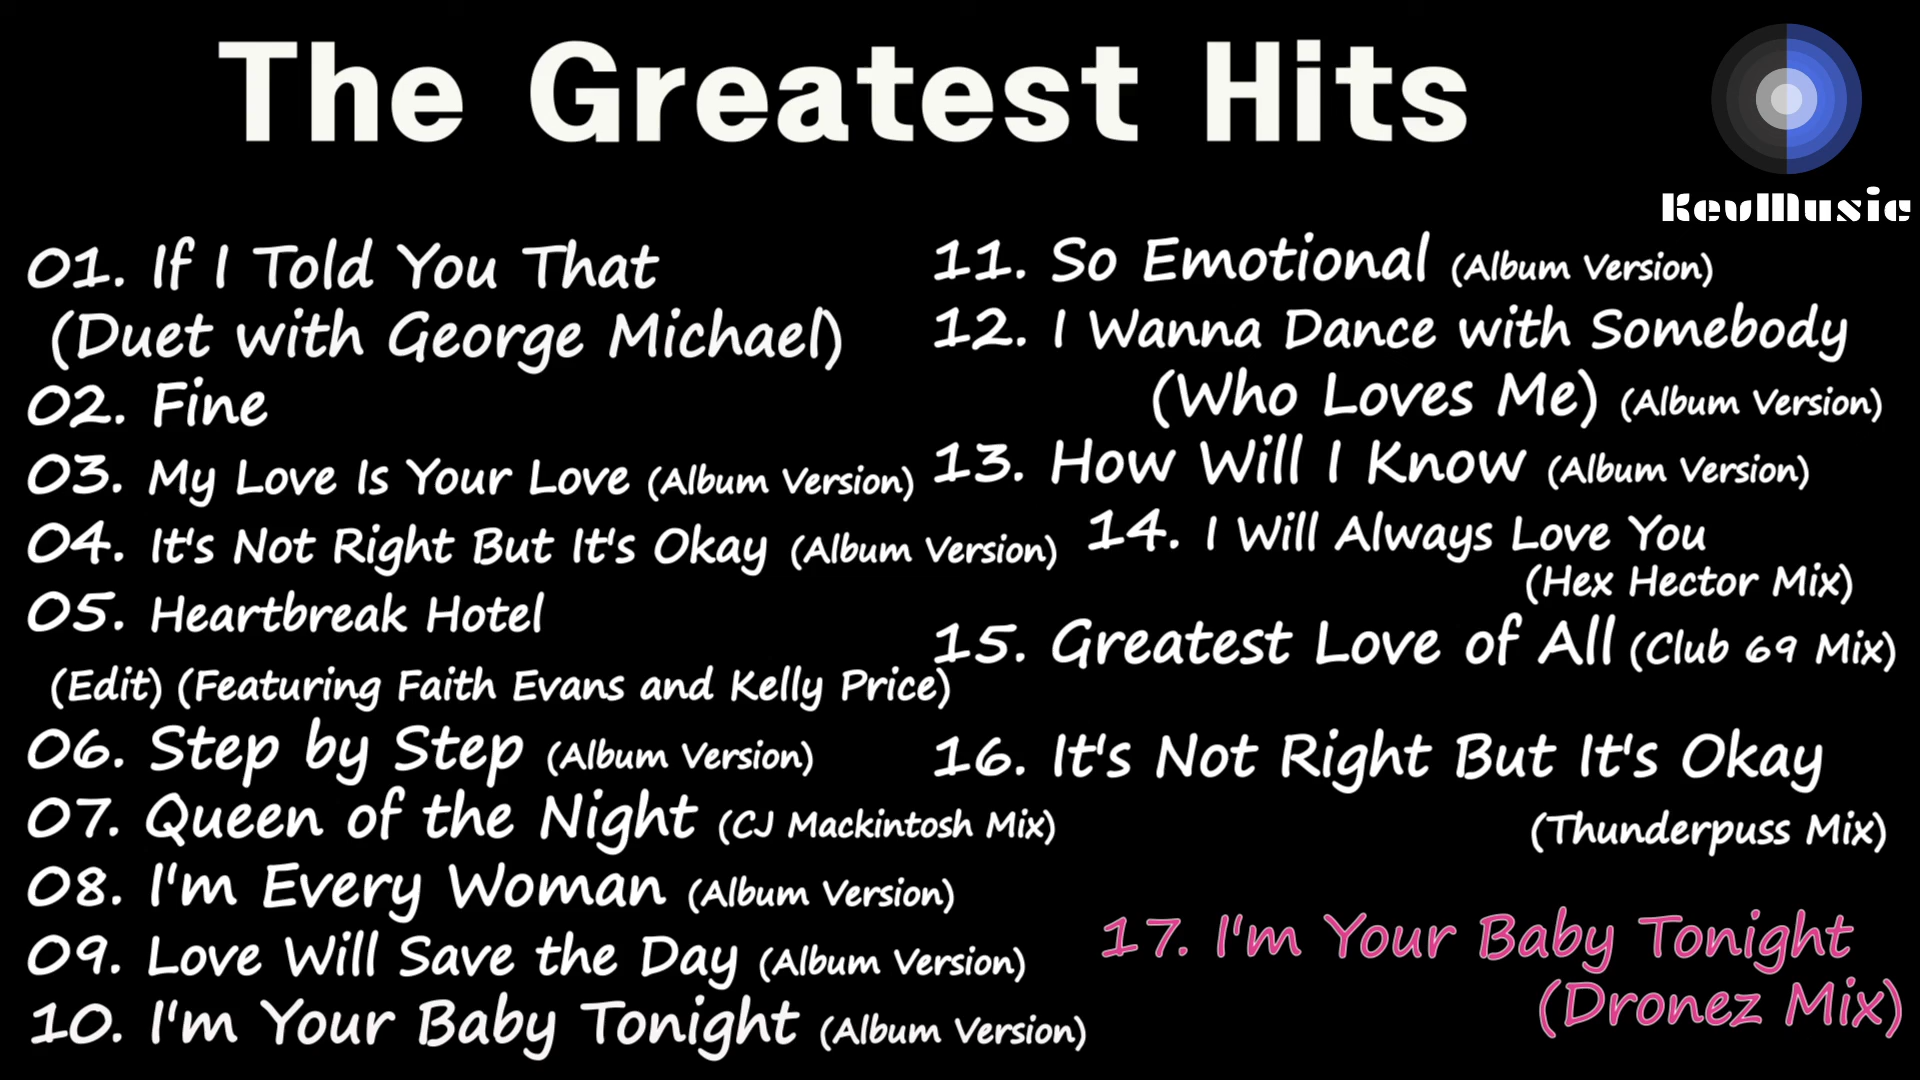 The Greatest Hits
KevMusic
01. If I Told You That
(Duet with George Michael)
02. Fine
03. My Love Is Your Love (Album Version)
04. It's Not Right But It's Okay (Album Version)
05. Heartbreak Hotel
(Edit) (Featuring Faith Evans and Kelly Price)
06. Step by Step (Album Version)
07. Queen of the Night (CJ Mackintosh Mix)
08. I'm Every Woman (Album Version)
09. Love Will Save the Day (Album Version)
10. I'm Your Baby Tonight (Album Version)
11. So Emotional (Album Version)
12. I Wanna Dance with Somebody
(Who Loves Me) (Album Version)
13. How Will I Know (Album Version)
14. I Will Always Love You
(Hex Hector Mix)
15. Greatest Love of All (Club 69 Mix)
16. It's Not Right But It's Okay
(Thunderpuss Mix)
17. I'm Your Baby Tonight
(Dronez Mix)